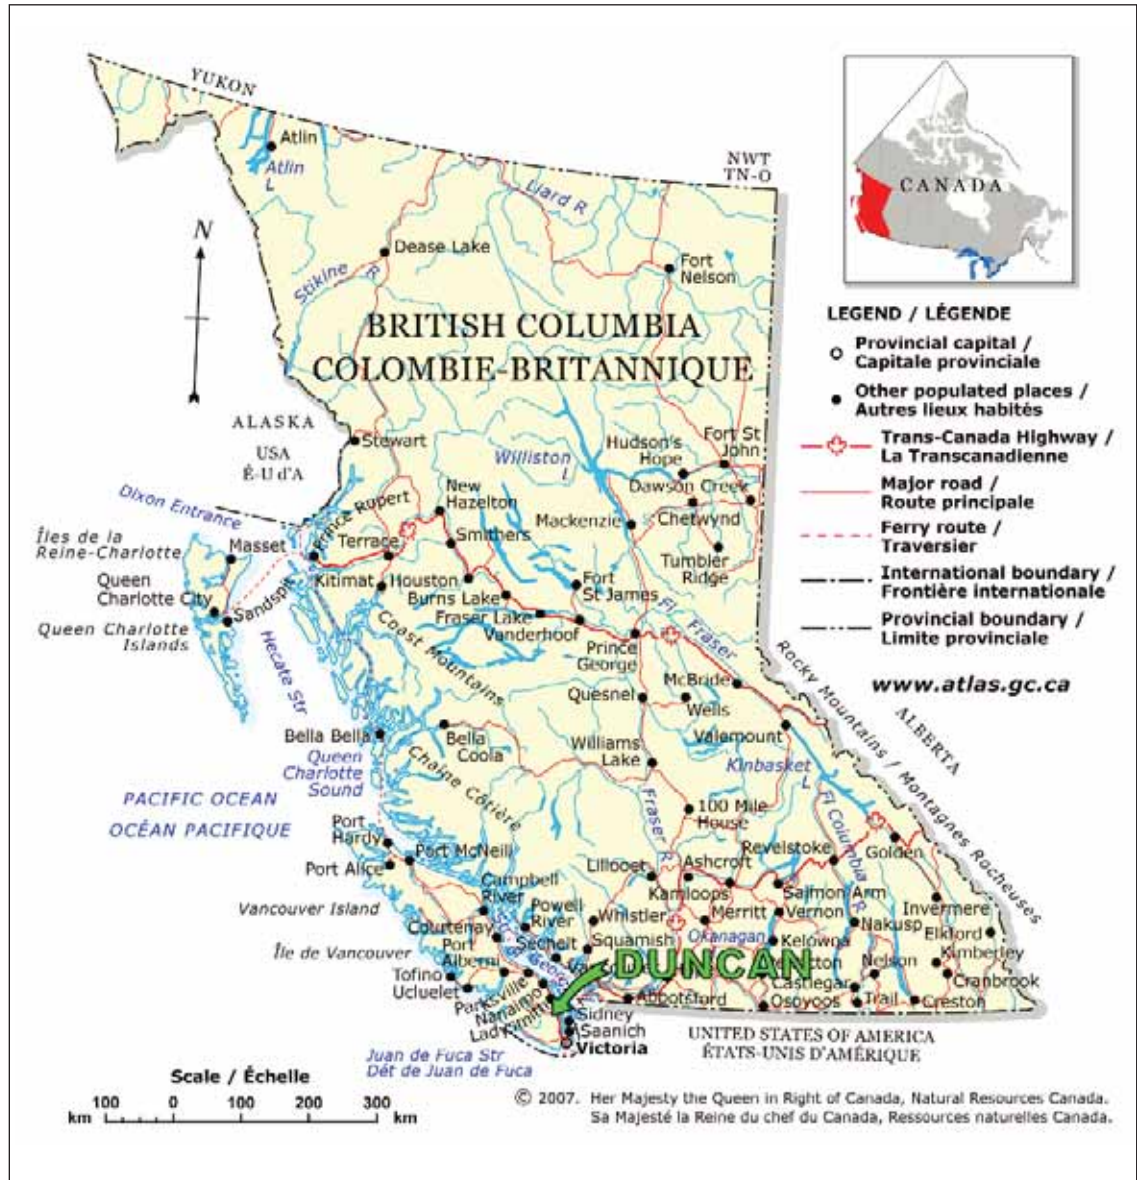 YUKON
Atlin
Atlin
L
NWT
TN-O
Liard R
CANADA
N
Dease Lake
Stikine R
Fort
Nelson
BRITISH COLUMBIA
COLOMBIE-BRITANNIQUE
LEGEND / LÉGENDE
Provincial capital /
Capitale provinciale
Other populated places /
Autres lieux habités
Trans-Canada Highway /
La Transcanadienne
Major road /
Route principale
Ferry route /
Traversier
International boundary /
Frontière internationale
Provincial boundary /
Limite provinciale
www.atlas.gc.ca
ALASKA
USA
É-U d'A
Stewart
Hudson's
Hope
Fort St
John
Williston
L
Dawson Creek
Dixon Entrance
Prince Rupert
New
Hazelton
Mackenzie
Chetwynd
Îles de la
Reine-Charlotte
Masset
Terrace
Smithers
Tumbler
Ridge
Queen
Charlotte City
Sandspit
Kitimat
Houston
Burns Lake
Fort
St James
Queen Charlotte
Islands
Fraser Lake
Vanderhoof
Fl Fraser
Prince
George
Hecate Str
Coast Mountains
Rocky Mountains / Montagnes Rocheuses
ALBERTA
McBride
Quesnel
Wells
Valemount
Bella Bella
Bella
Coola
Williams
Lake
Kinbasket
L
Queen
Charlotte
Sound
Chaîne Côtière
PACIFIC OCEAN
OCÉAN PACIFIQUE
Fraser R
100 Mile
House
Fl Columbia R
Port
Hardy
Port McNeill
Port Alice
Revelstoke
Golden
Lillooet
Ashcroft
Kamloops
Salmon Arm
Campbell
River
Vancouver Island
Powell
River
Whistler
Merritt
Vernon
Nakusp
Invermere
Courtenay
Sechelt
Squamish
Okanagan
Kelowna
Elkford
Île de Vancouver
Port
Alberni
DUNCAN
Nelson
Kimberley
Tofino
Ucluelet
Parksville
Nanaimo
Castlegar
Cranbrook
Abbotsford
Osoyoos
Trail
Creston
Sidney
Saanich
Victoria
UNITED STATES OF AMERICA
ÉTATS-UNIS D'AMÉRIQUE
Juan de Fuca Str
Dét de Juan de Fuca
Scale / Échelle
km 100 0 100 200 300 km
© 2007. Her Majesty the Queen in Right of Canada, Natural Resources Canada.
Sa Majesté la Reine du chef du Canada, Ressources naturelles Canada.